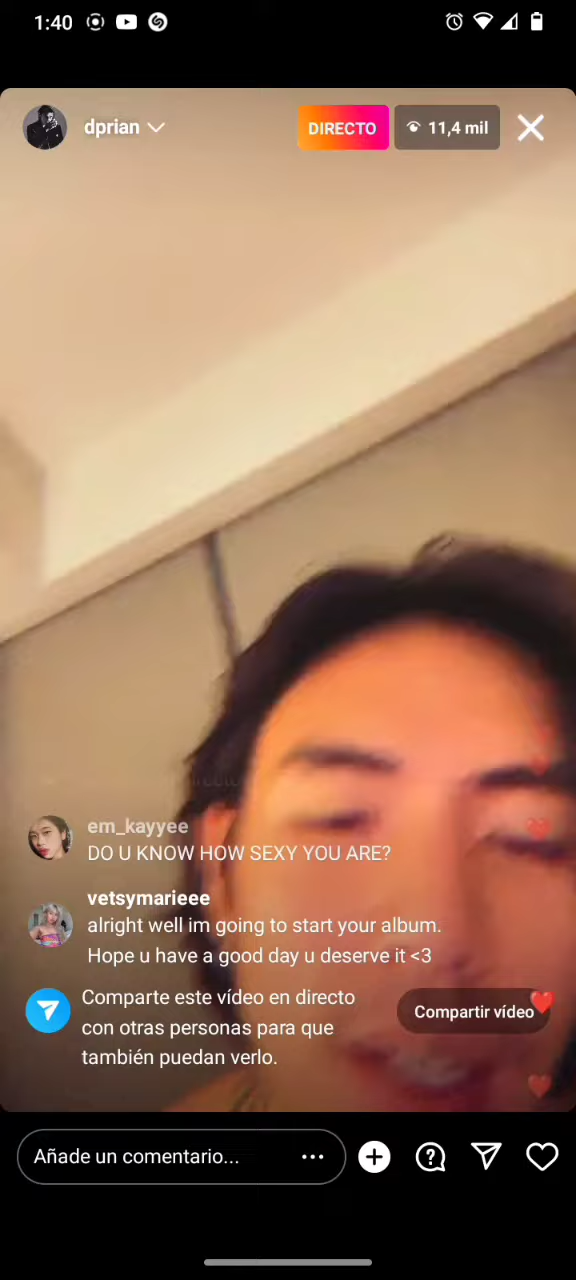 1:40
dprian
DIRECTO
11,4 mil
em_kayyee
DO U KNOW HOW SEXY YOU ARE?
vetsymarieee
alright well im going to start your album.
Hope u have a good day u deserve it <3
Comparte este vídeo en directo
con otras personas para que
también puedan verlo.
Compartir vídeo
Añade un comentario...